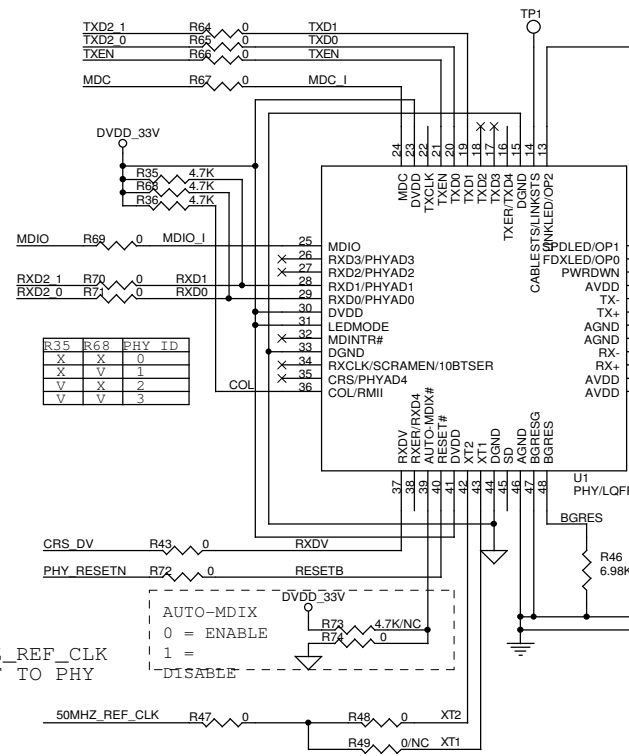 TP1
TXD2_1 R64 0 TXD1
TXD2_0 R65 0 TXD0
TXEN R66 0 TXEN
MDC R67 0 MDC_I
DVDD_33V
R35 4.7K
R68 4.7K
R36 4.7K
24 23 22 21 20 19 18 17 16 15 14 13
MDC
DVDD
TXCLK
TXEN
TXD0
TXD1
TXD2
TXD3
TXER/TXD4
DGND
CABLESTS/LINKSTS
LINKLED/OP2
MDIO R69 0 MDIO_I 25 MDIO
26 RXD3/PHYAD3
27 RXD2/PHYAD2
RXD2_1 R70 0 RXD1 28 RXD1/PHYAD1
RXD2_0 R71 0 RXD0 29 RXD0/PHYAD0
30 DVDD
31 LEDMODE
32 MDINTR#
33 DGND
34 RXCLK/SCRAMEN/10BTSER
35 CRS/PHYAD4
COL 36 COL/RMII
SPDLED/OP1
FDXLED/OP0
PWRDWN
AVDD
TX-
TX+
AGND
AGND
RX-
RX+
AVDD
AVDD
R35 R68 PHY ID
X X 0
X V 1
V X 2
V V 3
RXDV
RXER/RXD4
AUTO-MDIX#
RESET#
DVDD
XT2
XT1
DGND
SD
AGND
BGRESG
BGRES
37 38 39 40 41 42 43 44 45 46 47 48
U1
PHY/LQFP
BGRES
R46
6.98K
CRS_DV R43 0 RXDV
PHY_RESETN R72 0 RESETB
DVDD_33V
AUTO-MDIX
0 = ENABLE
1 =
DISABLE
R73 4.7K/NC
R74 0
_REF_CLK
TO PHY
50MHZ_REF_CLK R47 0 R48 0 XT2
R49 0/NC XT1